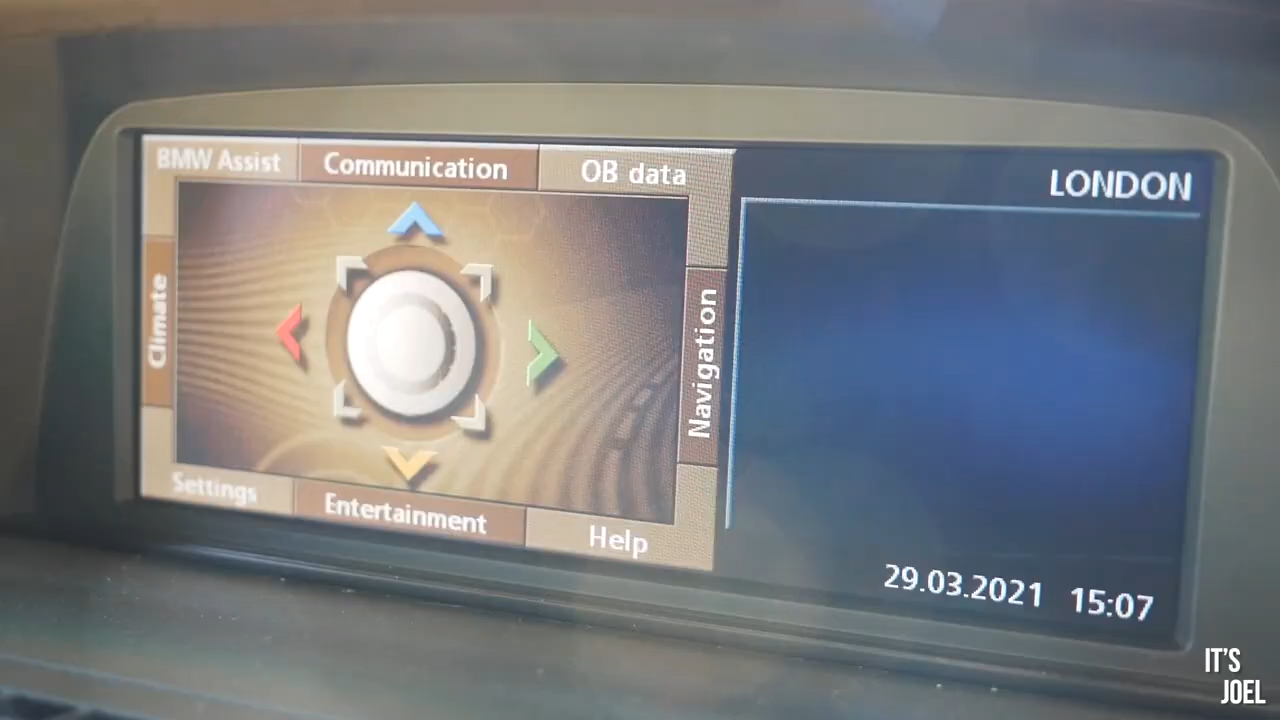 BMW Assist
Communication
OB data
LONDON
Climate
Navigation
Settings
Entertainment
Help
29.03.2021 15:07
IT'S
JOEL